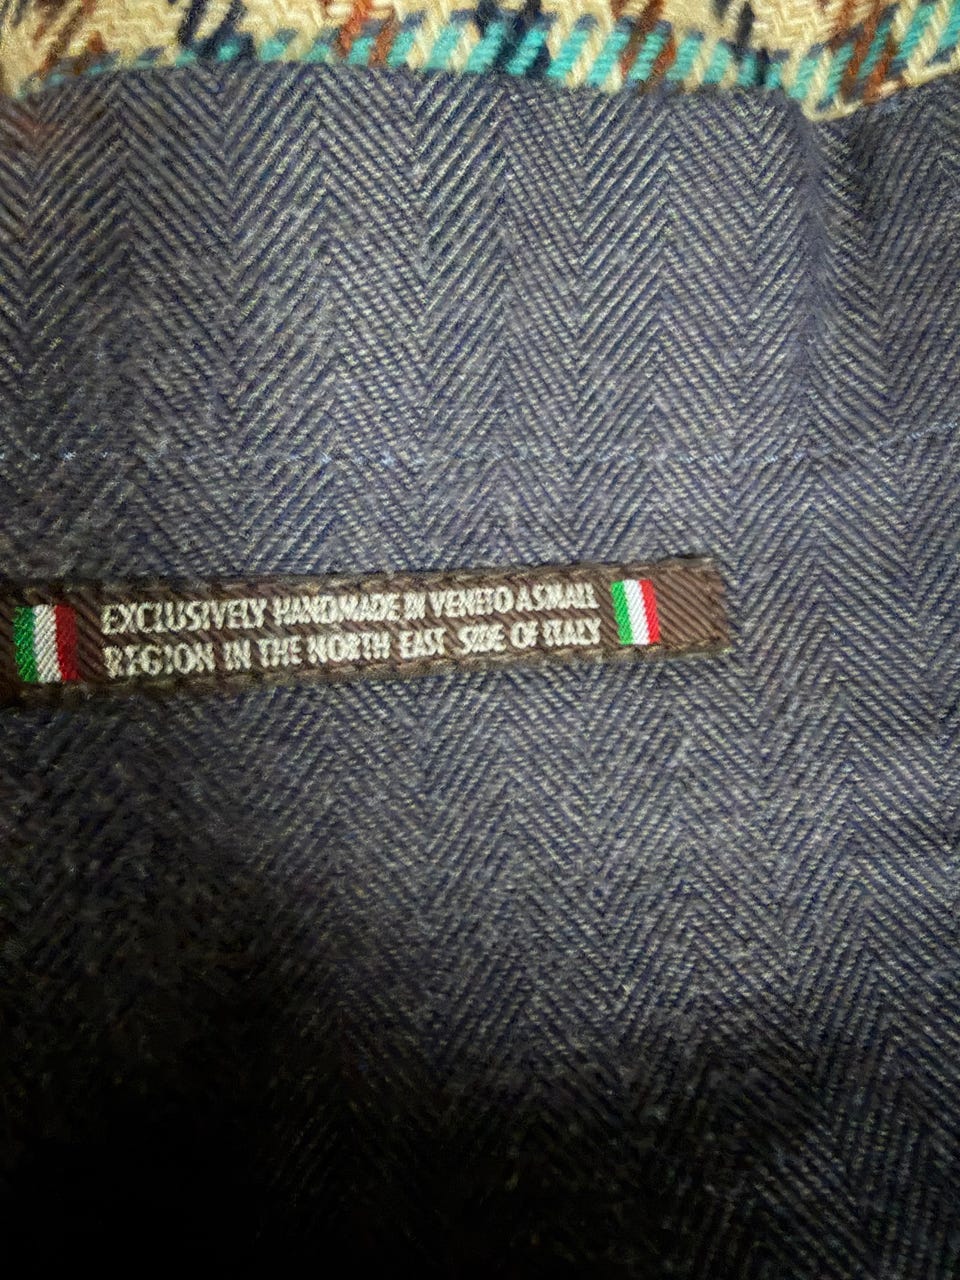 EXCLUSIVELY HANDMADE IN VENETO A SMALL
REGION IN THE NORTH EAST SIDE OF ITALY